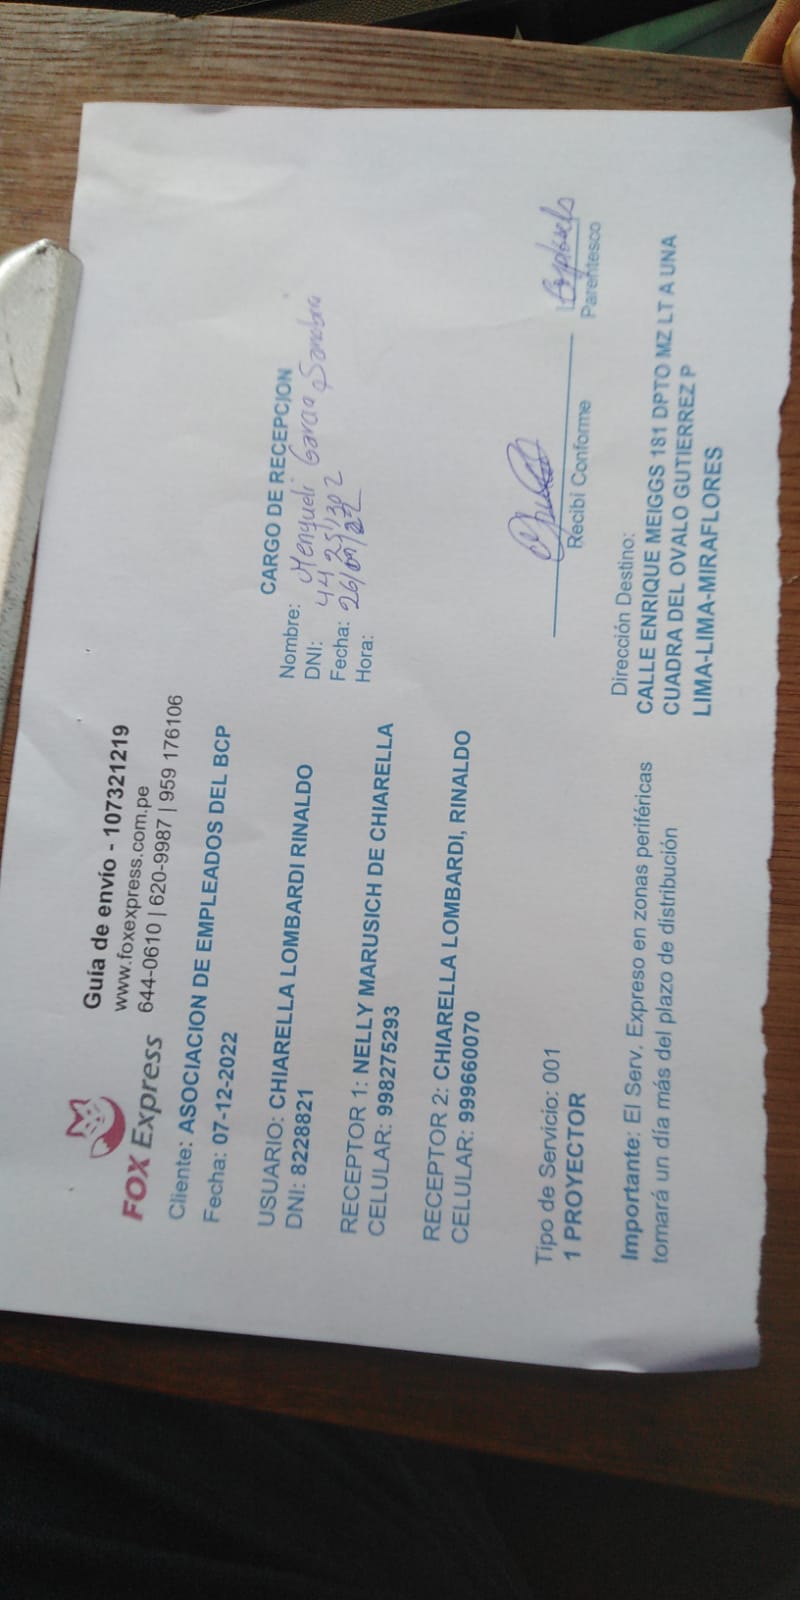 FOX Express
Guía de envío - 107321219
www.foxexpress.com.pe
644-0610 | 620-9987 | 959 176106
Cliente: ASOCIACION DE EMPLEADOS DEL BCP
Fecha: 07-12-2022
USUARIO: CHIARELLA LOMBARDI RINALDO
DNI: 8228821
RECEPTOR 1: NELLY MARUSICH DE CHIARELLA
CELULAR: 998275293
RECEPTOR 2: CHIARELLA LOMBARDI, RINALDO
CELULAR: 999660070
Tipo de Servicio: 001
1 PROYECTOR
Importante: El Serv. Expreso en zonas periféricas
tomará un día más del plazo de distribución
CARGO DE RECEPCION
Nombre: Garcia
DNI:
Fecha:
Hora:
Recibí Conforme
Parentesco
Dirección Destino:
CALLE ENRIQUE MEIGGS 181 DPTO MZ LT A UNA
CUADRA DEL OVALO GUTIERREZ P
LIMA-LIMA-MIRAFLORES